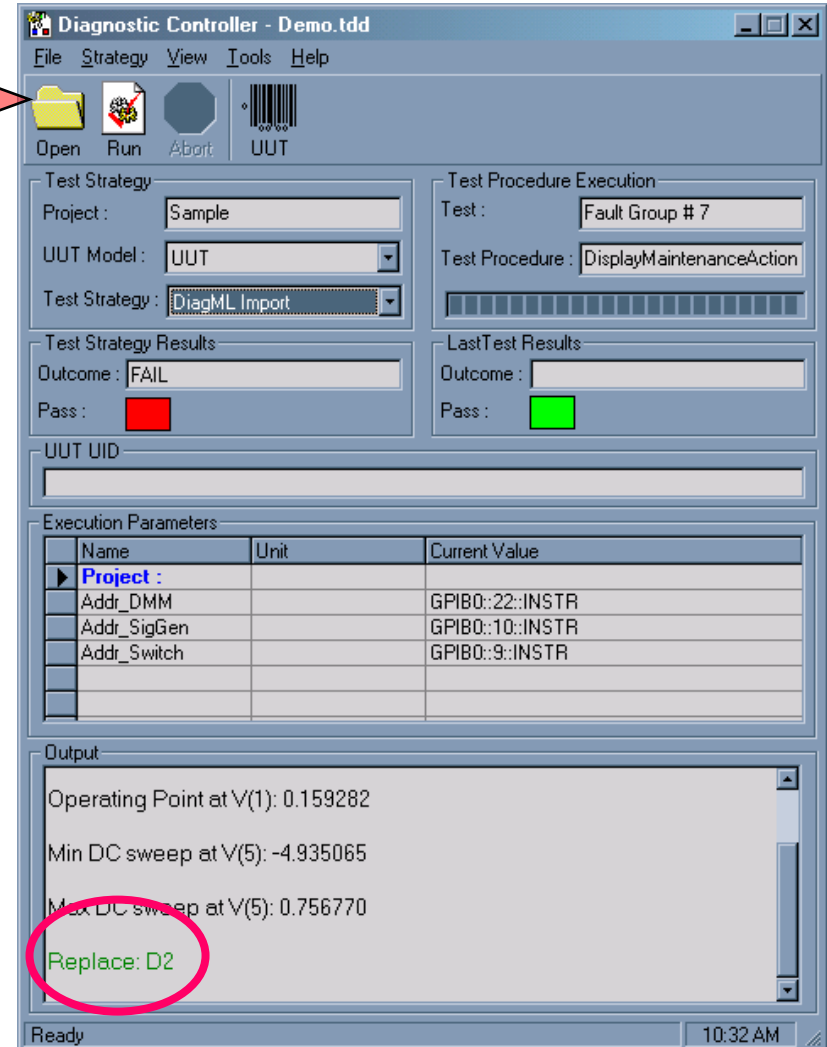 Diagnostic Controller - Demo.tdd
File Strategy View Tools Help
Open Run Abort UUT
Test Strategy
Project : Sample
UUT Model : UUT
Test Strategy : DiagML Import
Test Procedure Execution
Test : Fault Group # 7
Test Procedure : DisplayMaintenanceAction
Test Strategy Results
Outcome : FAIL
Pass :
LastTest Results
Outcome :
Pass :
UUT UID
Execution Parameters
Name Unit Current Value
Project :
Addr_DMM GPIB0::22::INSTR
Addr_SigGen GPIB0::10::INSTR
Addr_Switch GPIB0::9::INSTR
Output
Operating Point at V(1): 0.159282
Min DC sweep at V(5): -4.935065
Max DC sweep at V(5): 0.756770
Replace: D2
Ready 10:32 AM